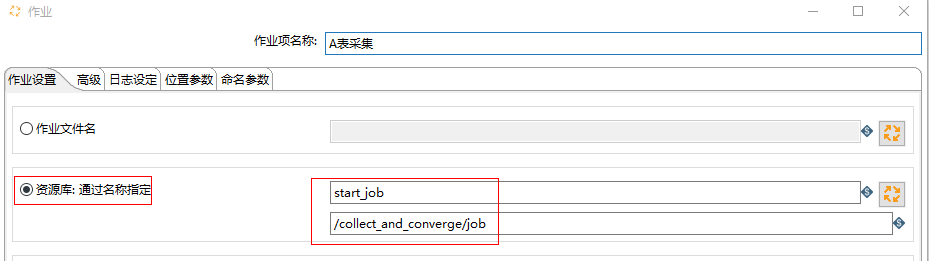 作业
作业项名称: A表采集
作业设置 高级 日志设定 位置参数 命名参数
作业文件名
资源库: 通过名称指定 start_job
/collect_and_converge/job